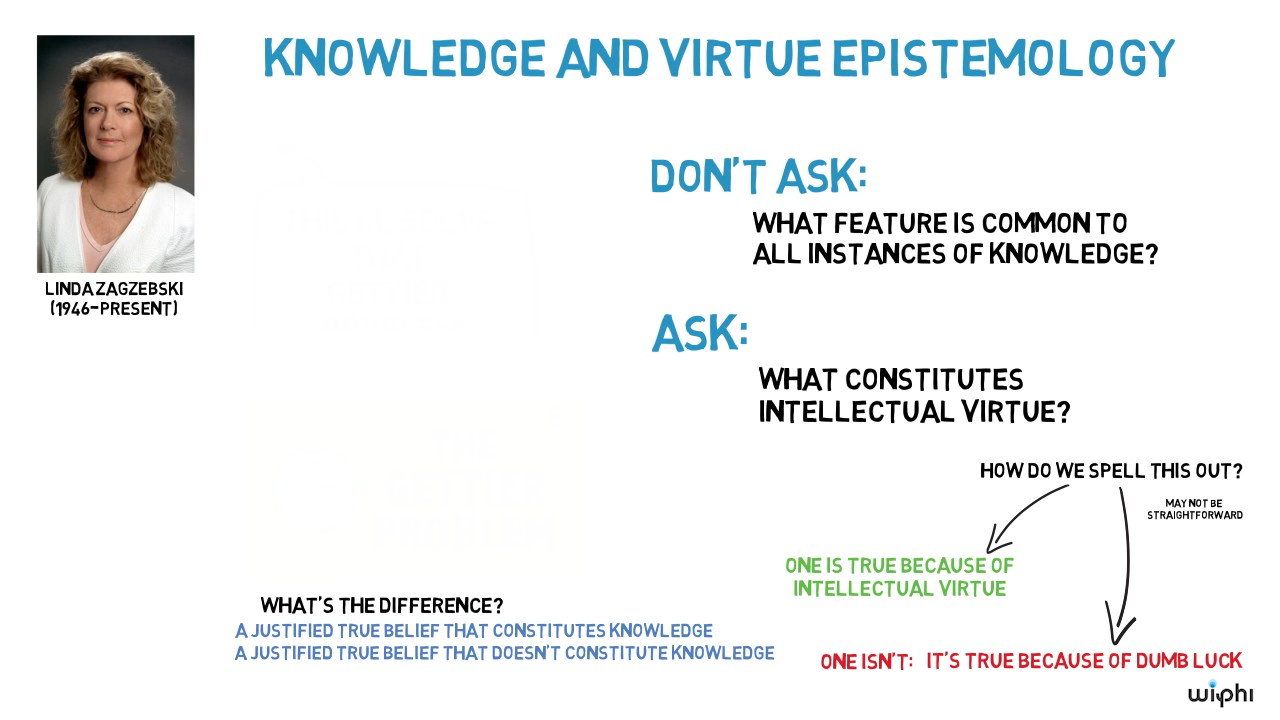 KNOWLEDGE AND VIRTUE EPISTEMOLOGY
LINDA ZAGZEBSKI
(1946-PRESENT)
DON'T ASK:
WHAT FEATURE IS COMMON TO
ALL INSTANCES OF KNOWLEDGE?
ASK:
WHAT CONSTITUTES
INTELLECTUAL VIRTUE?
HOW DO WE SPELL THIS OUT?
MAY NOT BE
STRAIGHTFORWARD
ONE IS TRUE BECAUSE OF
INTELLECTUAL VIRTUE
WHAT'S THE DIFFERENCE?
A JUSTIFIED TRUE BELIEF THAT CONSTITUTES KNOWLEDGE
A JUSTIFIED TRUE BELIEF THAT DOESN'T CONSTITUTE KNOWLEDGE
ONE ISN'T: IT'S TRUE BECAUSE OF DUMB LUCK
wiphi